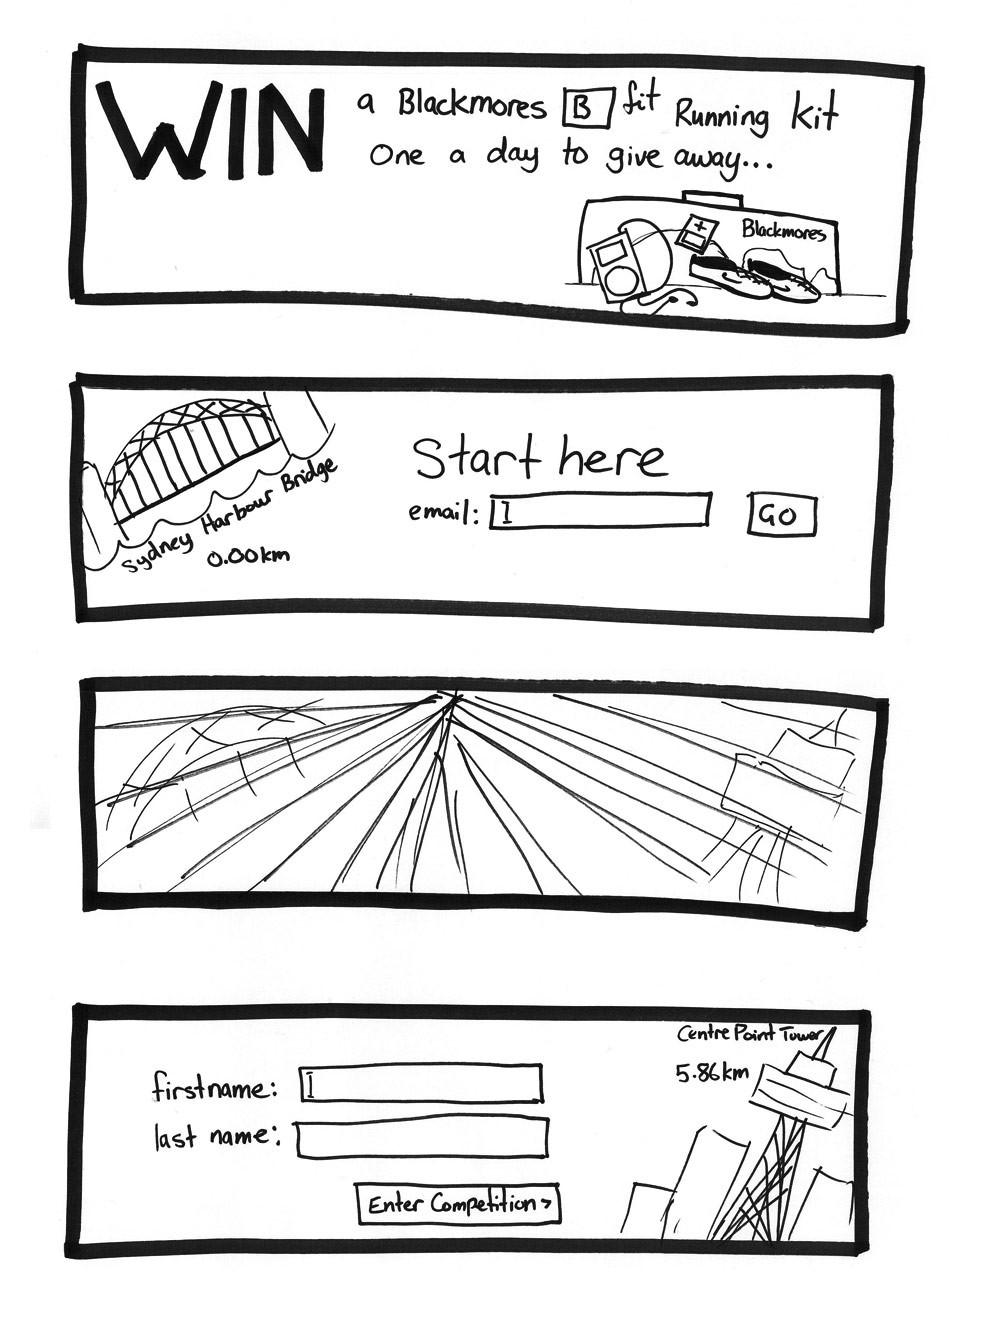 WIN a Blackmores B fit Running Kit
One a day to give away...
Blackmores
Start here
email:
GO
Sydney Harbour Bridge
0.00km
Centre Point Tower
5.86km
firstname:
last name:
Enter Competition >